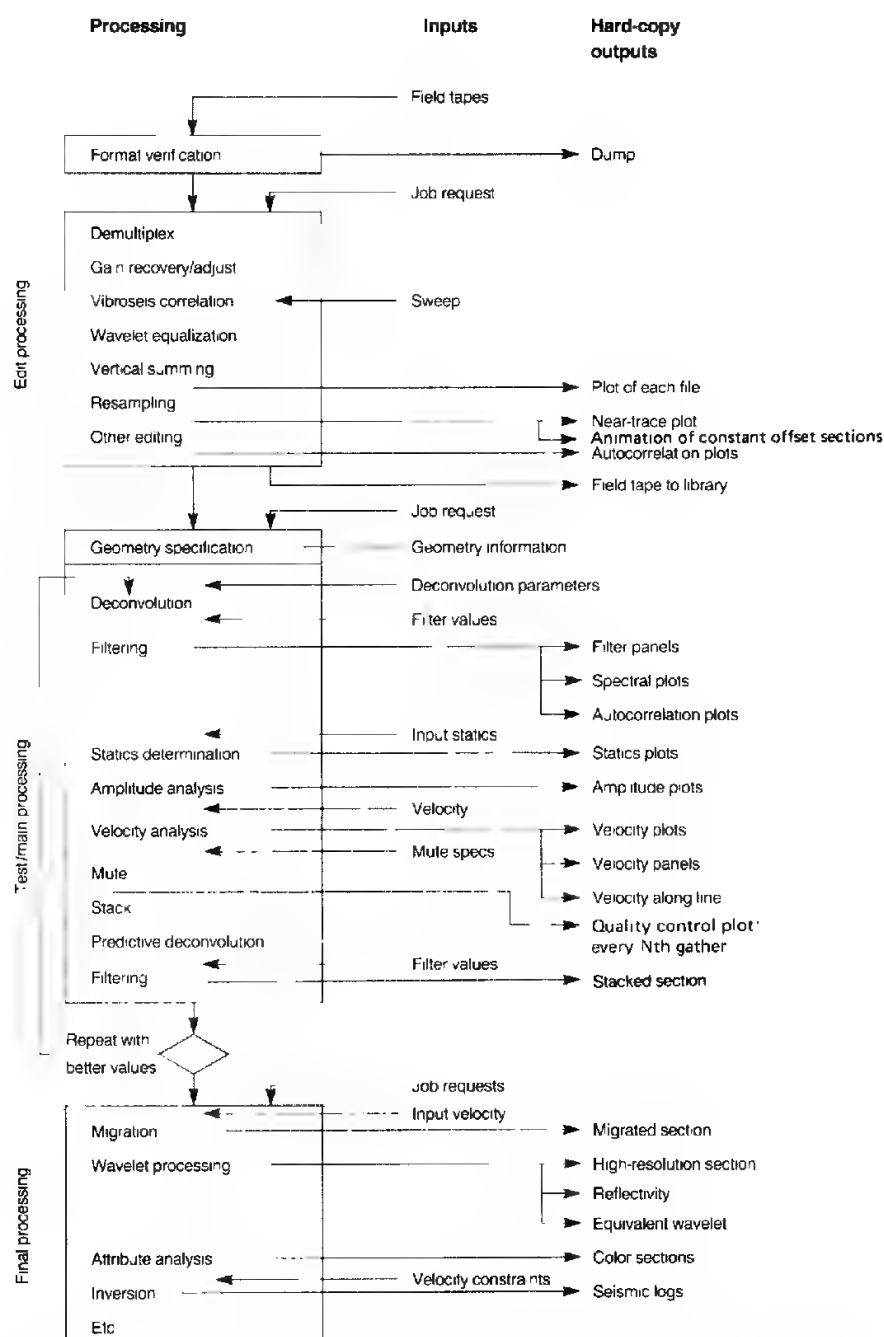 Processing Inputs Hard-copy
outputs
Field tapes
Format verification Dump
Job request
Demultiplex
Gain recovery/adjust
Vibroseis correlation Sweep
Wavelet equalization
Vertical summing
Plot of each file
Resampling
Near-trace plot
Other editing Animation of constant offset sections
Autocorrelation plots
Edit processing
Field tape to library
Job request
Geometry specification Geometry information
Deconvolution parameters
Deconvolution
Filter values
Filtering Filter panels
Spectral plots
Autocorrelation plots
Input statics
Statics determination Statics plots
Amplitude analysis Amplitude plots
Velocity
Velocity analysis Velocity plots
Mute specs
Velocity panels
Mute
Velocity along line
Stack
Quality control plot
every Nth gather
Predictive deconvolution
Filter values
Filtering Stacked section
Test/main processing
Repeat with
better values
Job requests
Input velocity
Migration Migrated section
Wavelet processing High-resolution section
Reflectivity
Equivalent wavelet
Attribute analysis Color sections
Velocity constraints
Inversion Seismic logs
Etc
Final processing